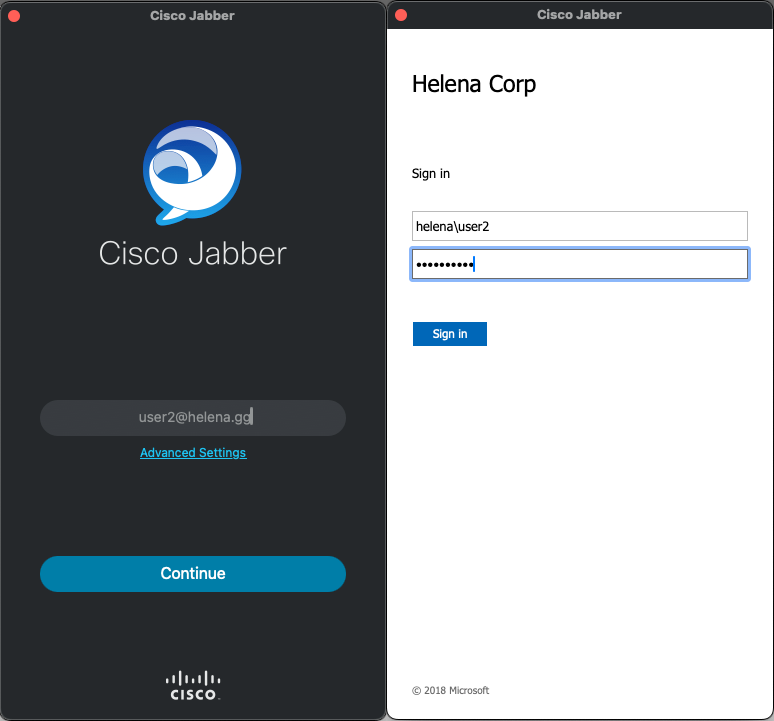 Cisco Jabber
Cisco Jabber
user2@helena.gg
Advanced Settings
Continue
CISCO
Cisco Jabber
Helena Corp
Sign in
helena\user2
••••••••••
Sign in
© 2018 Microsoft